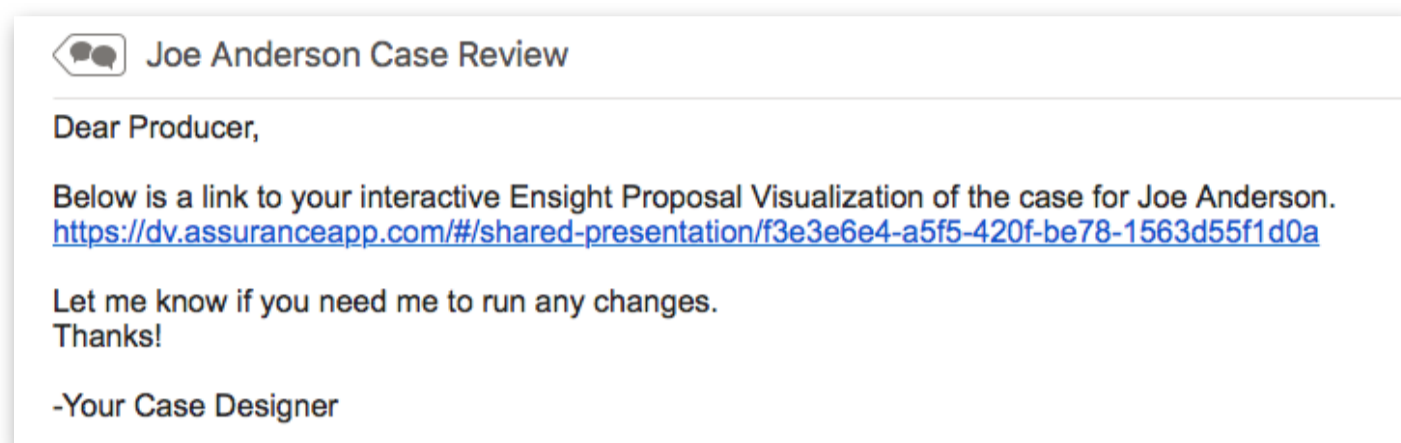 Joe Anderson Case Review
Dear Producer,
Below is a link to your interactive Ensight Proposal Visualization of the case for Joe Anderson.
https://dv.assuranceapp.com/#/shared-presentation/f3e3e6e4-a5f5-420f-be78-1563d55f1d0a
Let me know if you need me to run any changes.
Thanks!
-Your Case Designer